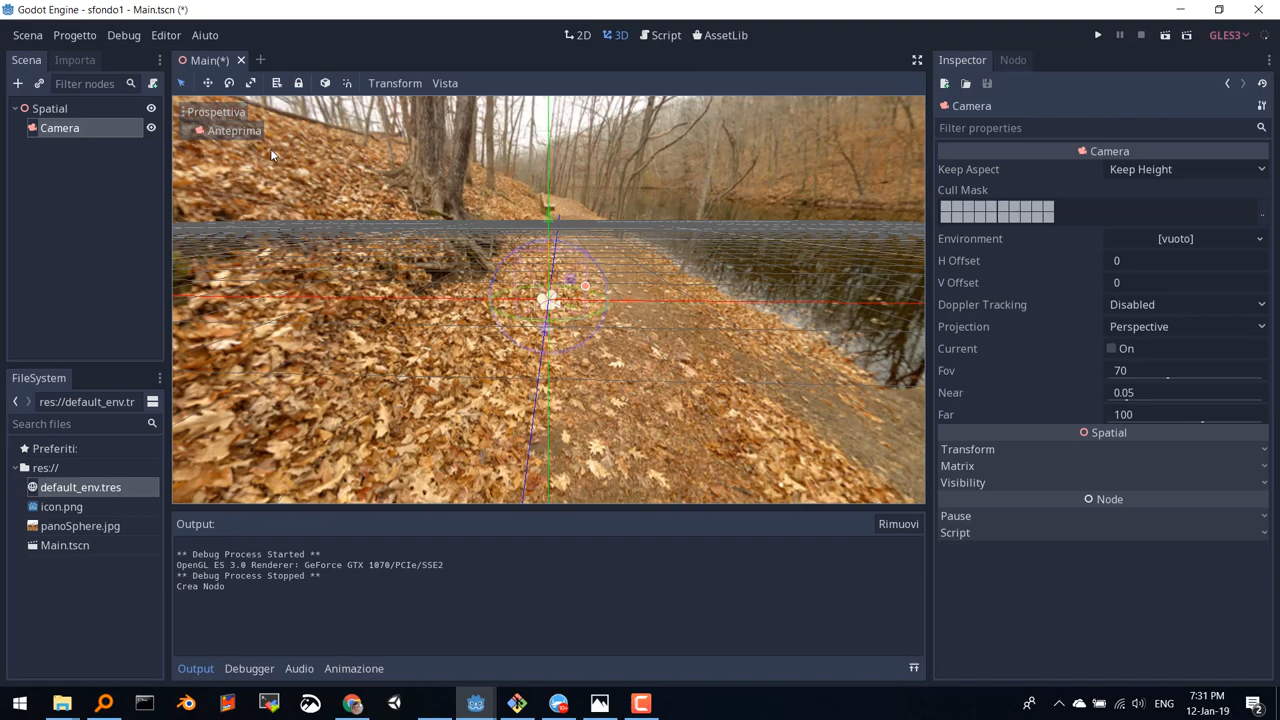 Godot Engine - sfondo1 - Main.tscn (*)
Scena Progetto Debug Editor Aiuto
2D 3D Script AssetLib
GLES3
Scena Importa
Main(*)
Inspector Nodo
Filter nodes
Transform Vista
Spatial
Camera
Prospettiva
Anteprima
Camera
Filter properties
Camera
Keep Aspect Keep Height
Cull Mask
..
Environment [vuoto]
H Offset 0
V Offset 0
Doppler Tracking Disabled
Projection Perspective
Current On
Fov 70
Near 0.05
Far 100
Spatial
Transform
Matrix
Visibility
Node
Pause
Script
FileSystem
res://default_env.tr
Search files
Preferiti:
res://
default_env.tres
icon.png
panoSphere.jpg
Main.tscn
Output:
Rimuovi
** Debug Process Started **
OpenGL ES 3.0 Renderer: GeForce GTX 1070/PCIe/SSE2
** Debug Process Stopped **
Crea Nodo
Output Debugger Audio Animazione
10+
ENG
7:31 PM
12-Jan-19
2